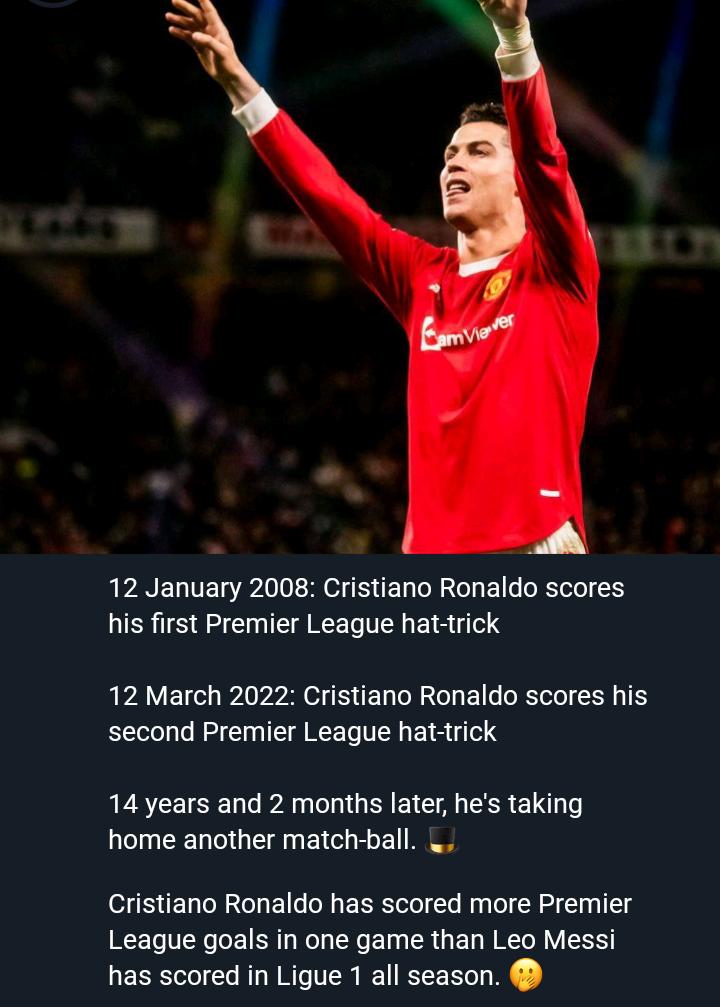 TeamViewer
12 January 2008: Cristiano Ronaldo scores
his first Premier League hat-trick
12 March 2022: Cristiano Ronaldo scores his
second Premier League hat-trick
14 years and 2 months later, he's taking
home another match-ball. 🎩
Cristiano Ronaldo has scored more Premier
League goals in one game than Leo Messi
has scored in Ligue 1 all season. 🤭